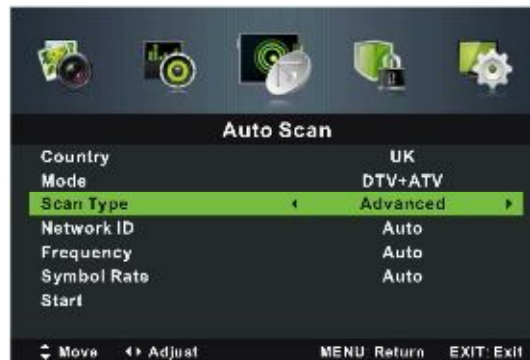 Auto Scan
Country UK
Mode DTV+ATV
Scan Type Advanced
Network ID Auto
Frequency Auto
Symbol Rate Auto
Start
Move Adjust MENU: Return EXIT: Exit